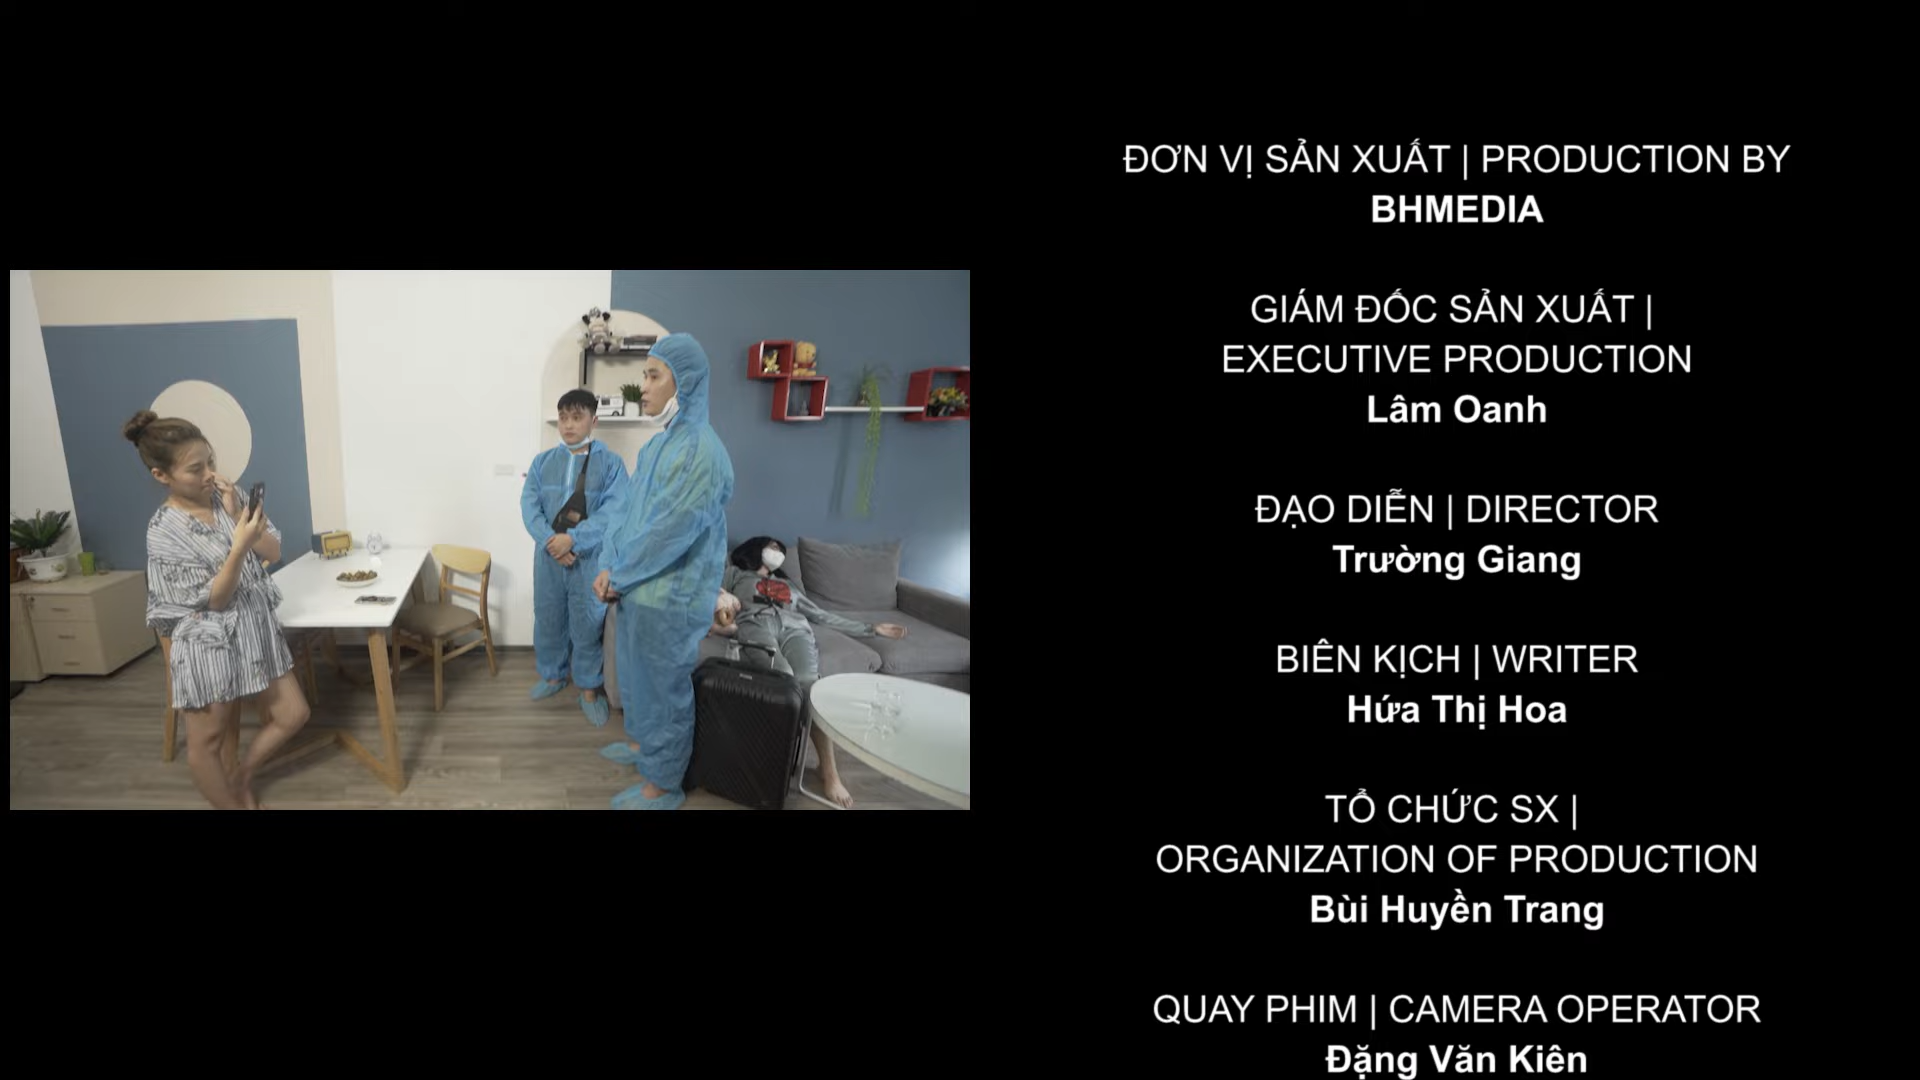 ĐƠN VỊ SẢN XUẤT | PRODUCTION BY
BHMEDIA
GIÁM ĐỐC SẢN XUẤT |
EXECUTIVE PRODUCTION
Lâm Oanh
ĐẠO DIỄN | DIRECTOR
Trường Giang
BIÊN KỊCH | WRITER
Hứa Thị Hoa
TỔ CHỨC SX |
ORGANIZATION OF PRODUCTION
Bùi Huyền Trang
QUAY PHIM | CAMERA OPERATOR
Đặng Văn Kiên